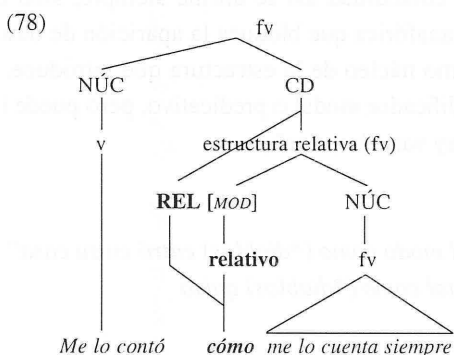 (78)
fv
NÚC CD
v estructura relativa (fv)
REL [MOD] NÚC
relativo fv
Me lo contó cómo me lo cuenta siempre